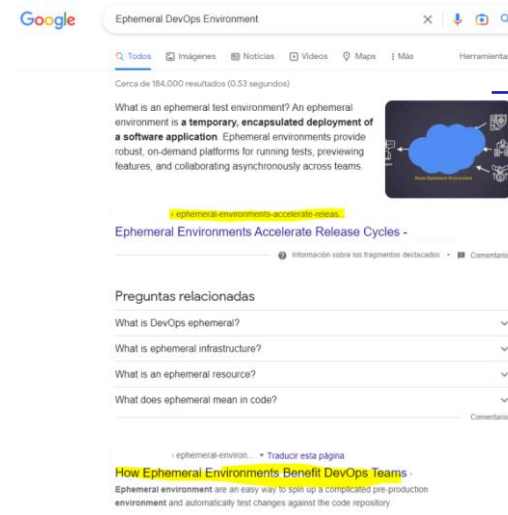 Google
Ephemeral DevOps Environment
Todos
Imágenes
Noticias
Videos
Maps
Más
Herramientas
Cerca de 184,000 resultados (0.53 segundos)
What is an ephemeral test environment? An ephemeral
environment is a temporary, encapsulated deployment of
a software application. Ephemeral environments provide
robust, on-demand platforms for running tests, previewing
features, and collaborating asynchronously across teams.
› ephemeral-environments-accelerate-releas...
Ephemeral Environments Accelerate Release Cycles -
Información sobre los fragmentos destacados • Comentarios
Preguntas relacionadas
What is DevOps ephemeral?
What is ephemeral infrastructure?
What is an ephemeral resource?
What does ephemeral mean in code?
Comentarios
› ephemeral-environ... Traducir esta página
How Ephemeral Environments Benefit DevOps Teams -
Ephemeral environment are an easy way to spin up a complicated pre-production
environment and automatically test changes against the code repository.